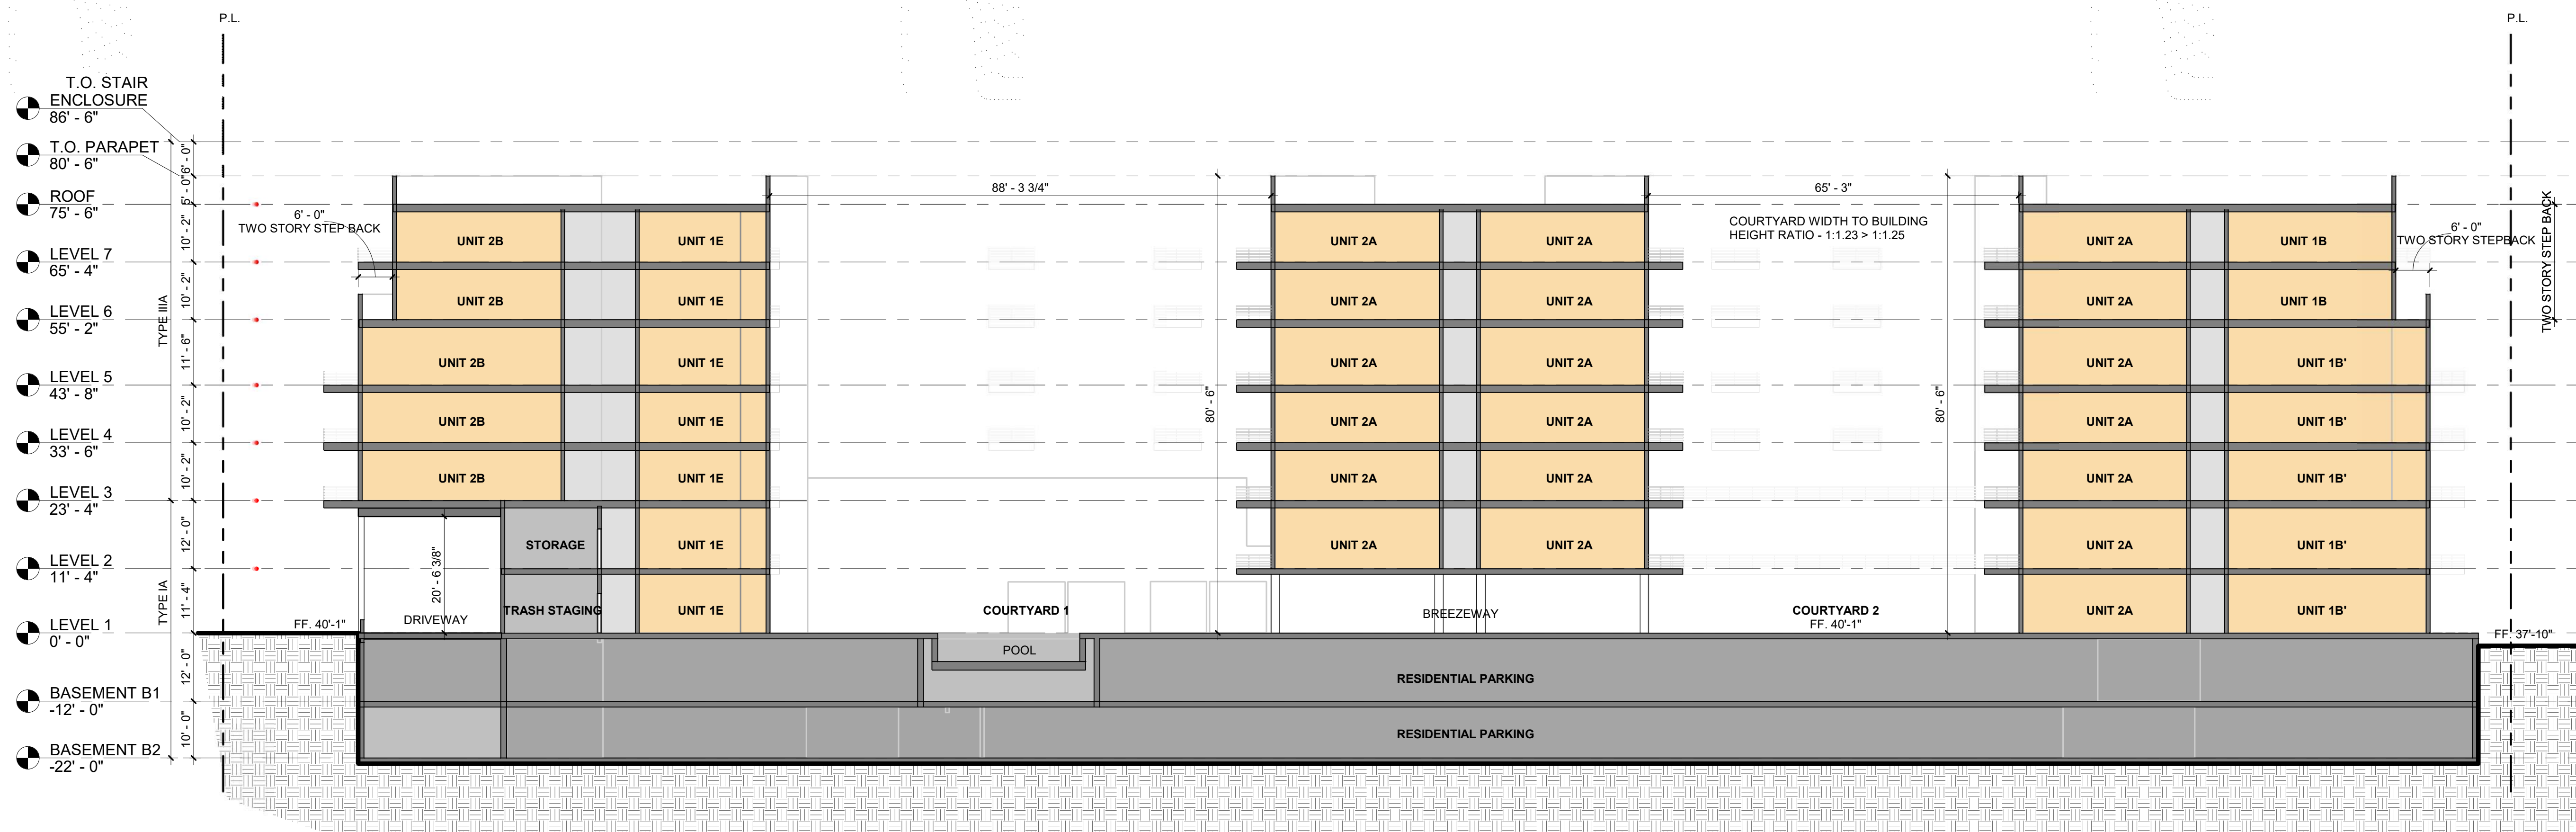 P.L.
P.L.
T.O. STAIR
ENCLOSURE
86' - 6"
T.O. PARAPET
80' - 6"
ROOF
75' - 6"
LEVEL 7
65' - 4"
LEVEL 6
55' - 2"
LEVEL 5
43' - 8"
LEVEL 4
33' - 6"
LEVEL 3
23' - 4"
LEVEL 2
11' - 4"
LEVEL 1
0' - 0"
BASEMENT B1
-12' - 0"
BASEMENT B2
-22' - 0"
TYPE IIIA
TYPE IA
6' - 0"
5' - 0"
10' - 2"
10' - 2"
11' - 6"
10' - 2"
10' - 2"
12' - 0"
11' - 4"
12' - 0"
10' - 0"
6' - 0"
TWO STORY STEP BACK
88' - 3 3/4"
65' - 3"
COURTYARD WIDTH TO BUILDING
HEIGHT RATIO - 1:1.23 > 1:1.25
6' - 0"
TWO STORY STEPBACK
TWO STORY STEP BACK
80' - 6"
80' - 6"
UNIT 2B UNIT 1E UNIT 2A UNIT 2A UNIT 2A UNIT 1B
UNIT 2B UNIT 1E UNIT 2A UNIT 2A UNIT 2A UNIT 1B
UNIT 2B UNIT 1E UNIT 2A UNIT 2A UNIT 2A UNIT 1B'
UNIT 2B UNIT 1E UNIT 2A UNIT 2A UNIT 2A UNIT 1B'
UNIT 2B UNIT 1E UNIT 2A UNIT 2A UNIT 2A UNIT 1B'
STORAGE UNIT 1E UNIT 2A UNIT 2A UNIT 2A UNIT 1B'
20' - 6 3/8"
TRASH STAGING UNIT 1E COURTYARD 1 BREEZEWAY COURTYARD 2 UNIT 2A UNIT 1B'
FF. 40'-1" DRIVEWAY FF. 40'-1"
FF. 37'-10"
POOL
RESIDENTIAL PARKING
RESIDENTIAL PARKING